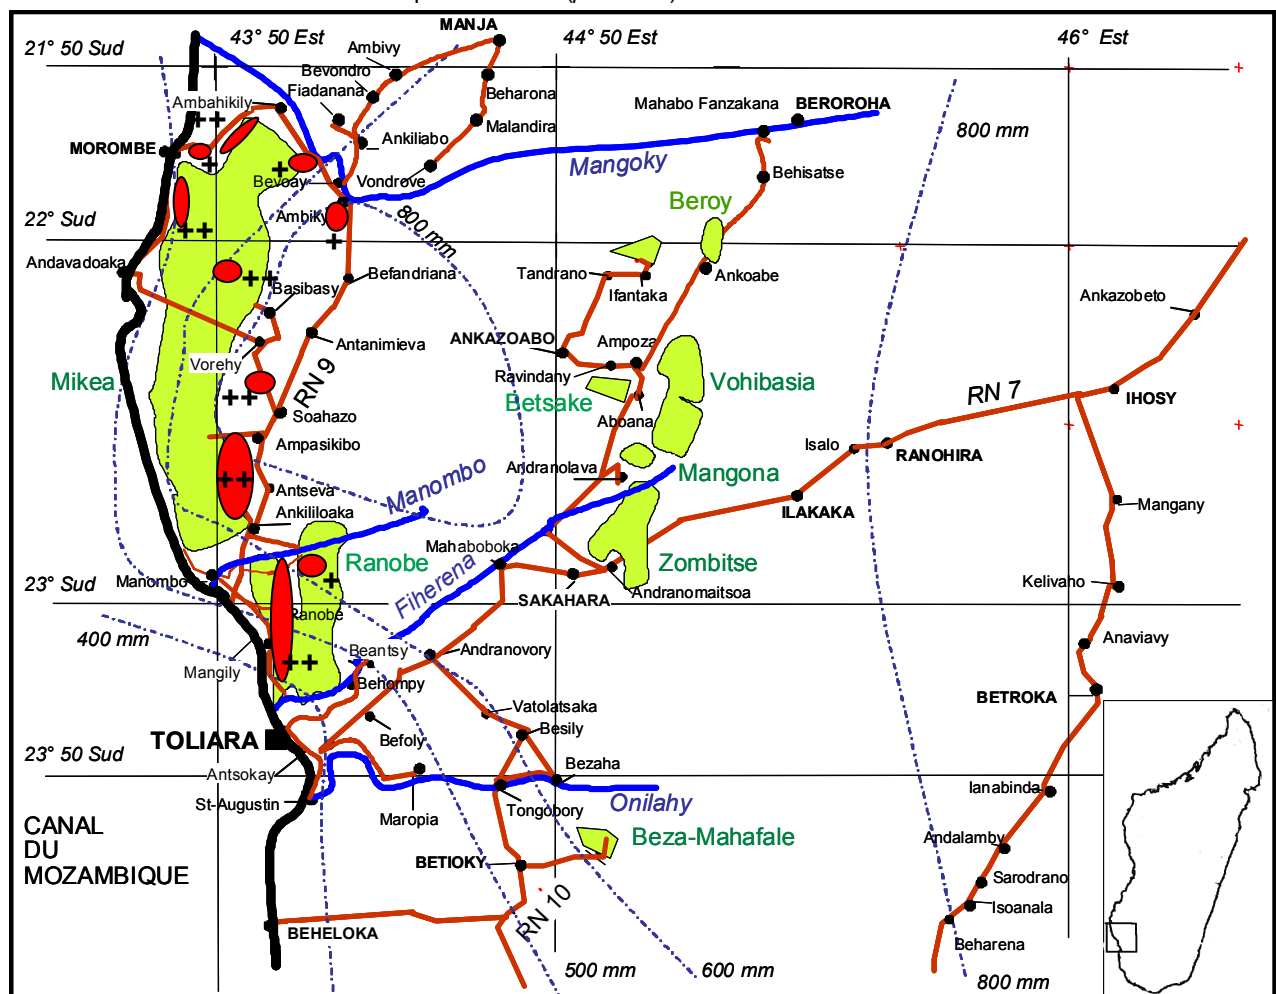 MANJA
43° 50 Est
44° 50 Est
46° Est
21° 50 Sud
Ambivy
Bevondro
Fiadanana
Beharona
Ambahikily
Mahabo Fanzakana
BEROROHA
Malandira
800 mm
Ankiliabo
MOROMBE
Mangoky
Bevoay
Vondrove
Behisatse
Beroy
22° Sud
Ambiky
800 mm
Andavadoaka
Befandriana
Tandrano
Ankoabe
Basibasy
Ifantaka
Ankazobeto
ANKAZOABO
Ampoza
Antanimieva
Vorehy
Ravindany
Mikea
RN 9
Vohibasia
Betsake
RN 7
IHOSY
Soahazo
Aboana
Ampasikibo
Isalo
RANOHIRA
Andranolava
Mangona
Manombo
Antseva
ILAKAKA
Mangany
Ankililoaka
Mahaboboka
Ranobe
Zombitse
23° Sud
Manombo
Fiherena
Kelivaho
SAKAHARA
Andranomaitsoa
Ranobe
400 mm
Anaviavy
Beantsy
Andranovory
Mangily
Behompy
BETROKA
Vatolatsaka
Besily
TOLIARA
Befoly
23° 50 Sud
Bezaha
Antsokay
Ianabinda
St-Augustin
Onilahy
Maropia
Tongobory
CANAL
DU
MOZAMBIQUE
Beza-Mahafale
Andalamby
BETIOKY
Sarodrano
Isoanala
RN 10
BEHELOKA
Beharena
500 mm
600 mm
800 mm